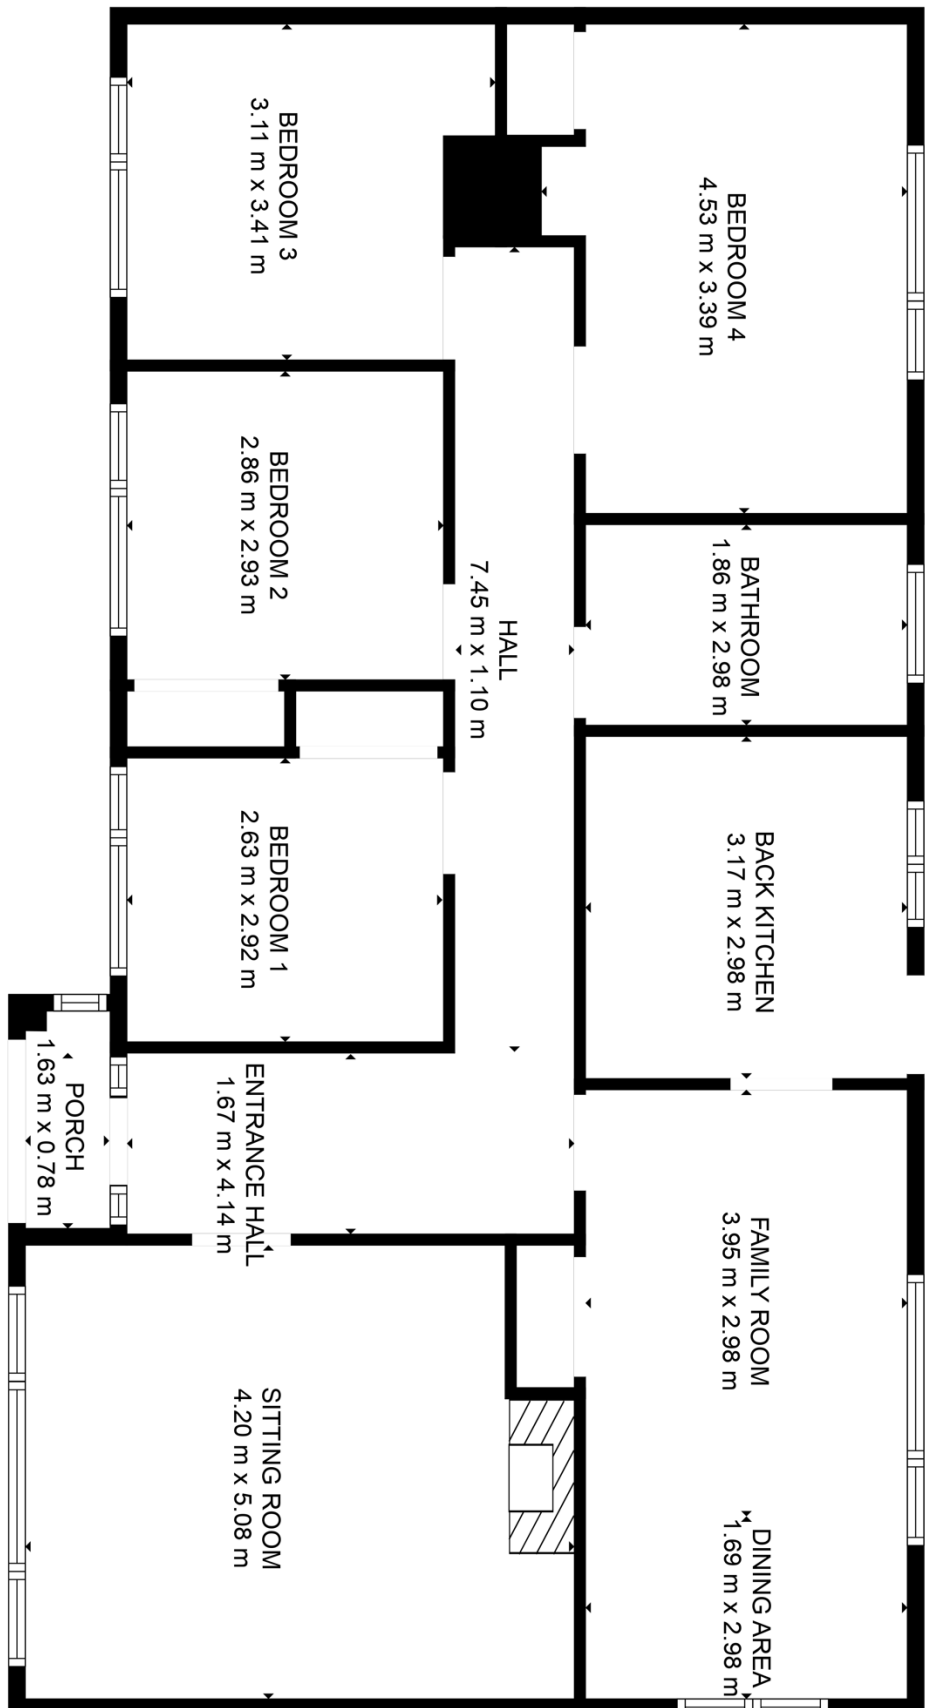 BEDROOM 4
4.53 m x 3.39 m
BATHROOM
1.86 m x 2.98 m
BACK KITCHEN
3.17 m x 2.98 m
FAMILY ROOM
3.95 m x 2.98 m
DINING AREA
1.69 m x 2.98 m
HALL
7.45 m x 1.10 m
BEDROOM 3
3.11 m x 3.41 m
BEDROOM 2
2.86 m x 2.93 m
BEDROOM 1
2.63 m x 2.92 m
ENTRANCE HALL
1.67 m x 4.14 m
SITTING ROOM
4.20 m x 5.08 m
PORCH
1.63 m x 0.78 m